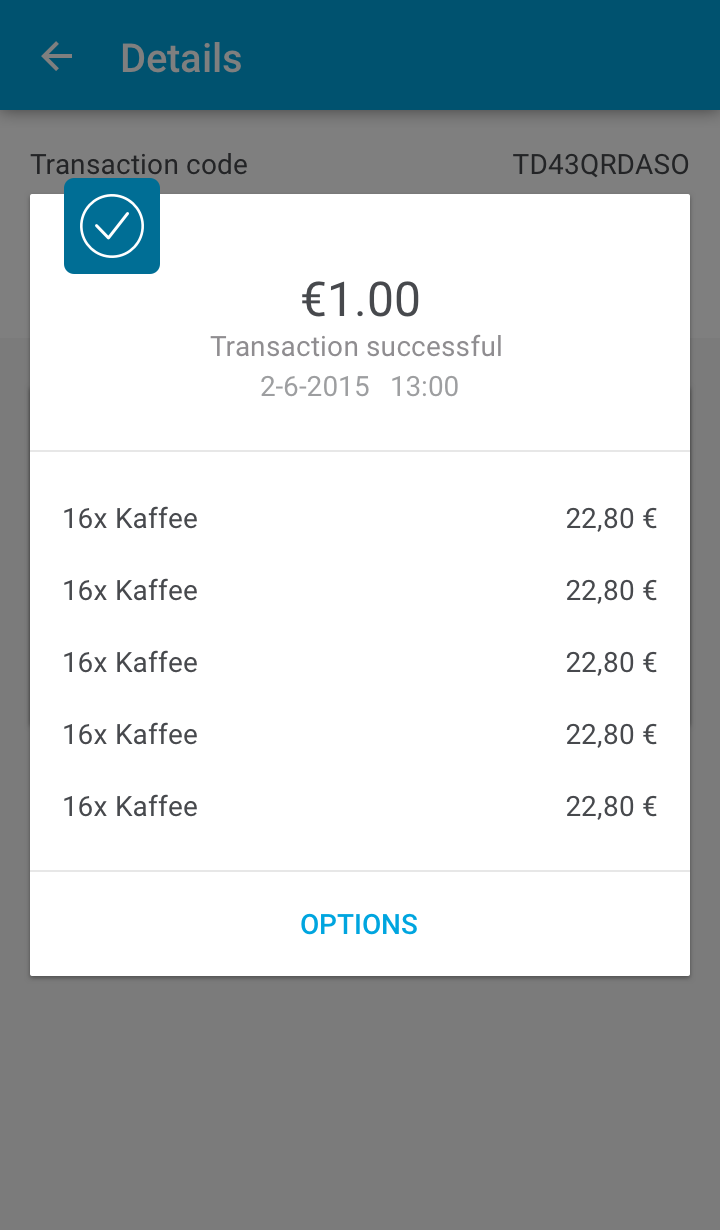 Details
Transaction code TD43QRDASO
€1.00
Transaction successful
2-6-2015 13:00
16x Kaffee 22,80 €
16x Kaffee 22,80 €
16x Kaffee 22,80 €
16x Kaffee 22,80 €
16x Kaffee 22,80 €
OPTIONS